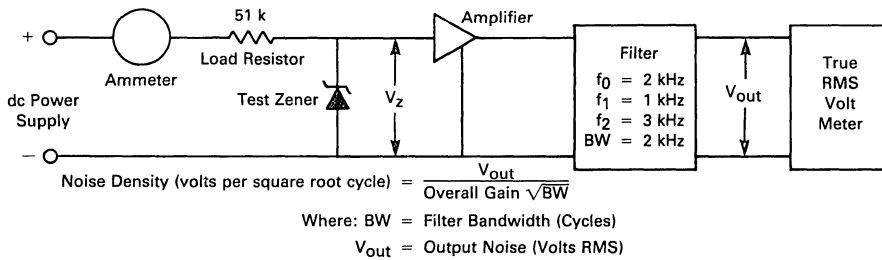 51 k
Amplifier
+
Load Resistor
Ammeter
Filter
f0 = 2 kHz
f1 = 1 kHz
f2 = 3 kHz
BW = 2 kHz
True
RMS
Volt
Meter
Test Zener
VZ
Vout
dc Power
Supply
−
Noise Density (volts per square root cycle) = Vout / Overall Gain √BW
Where: BW = Filter Bandwidth (Cycles)
Vout = Output Noise (Volts RMS)